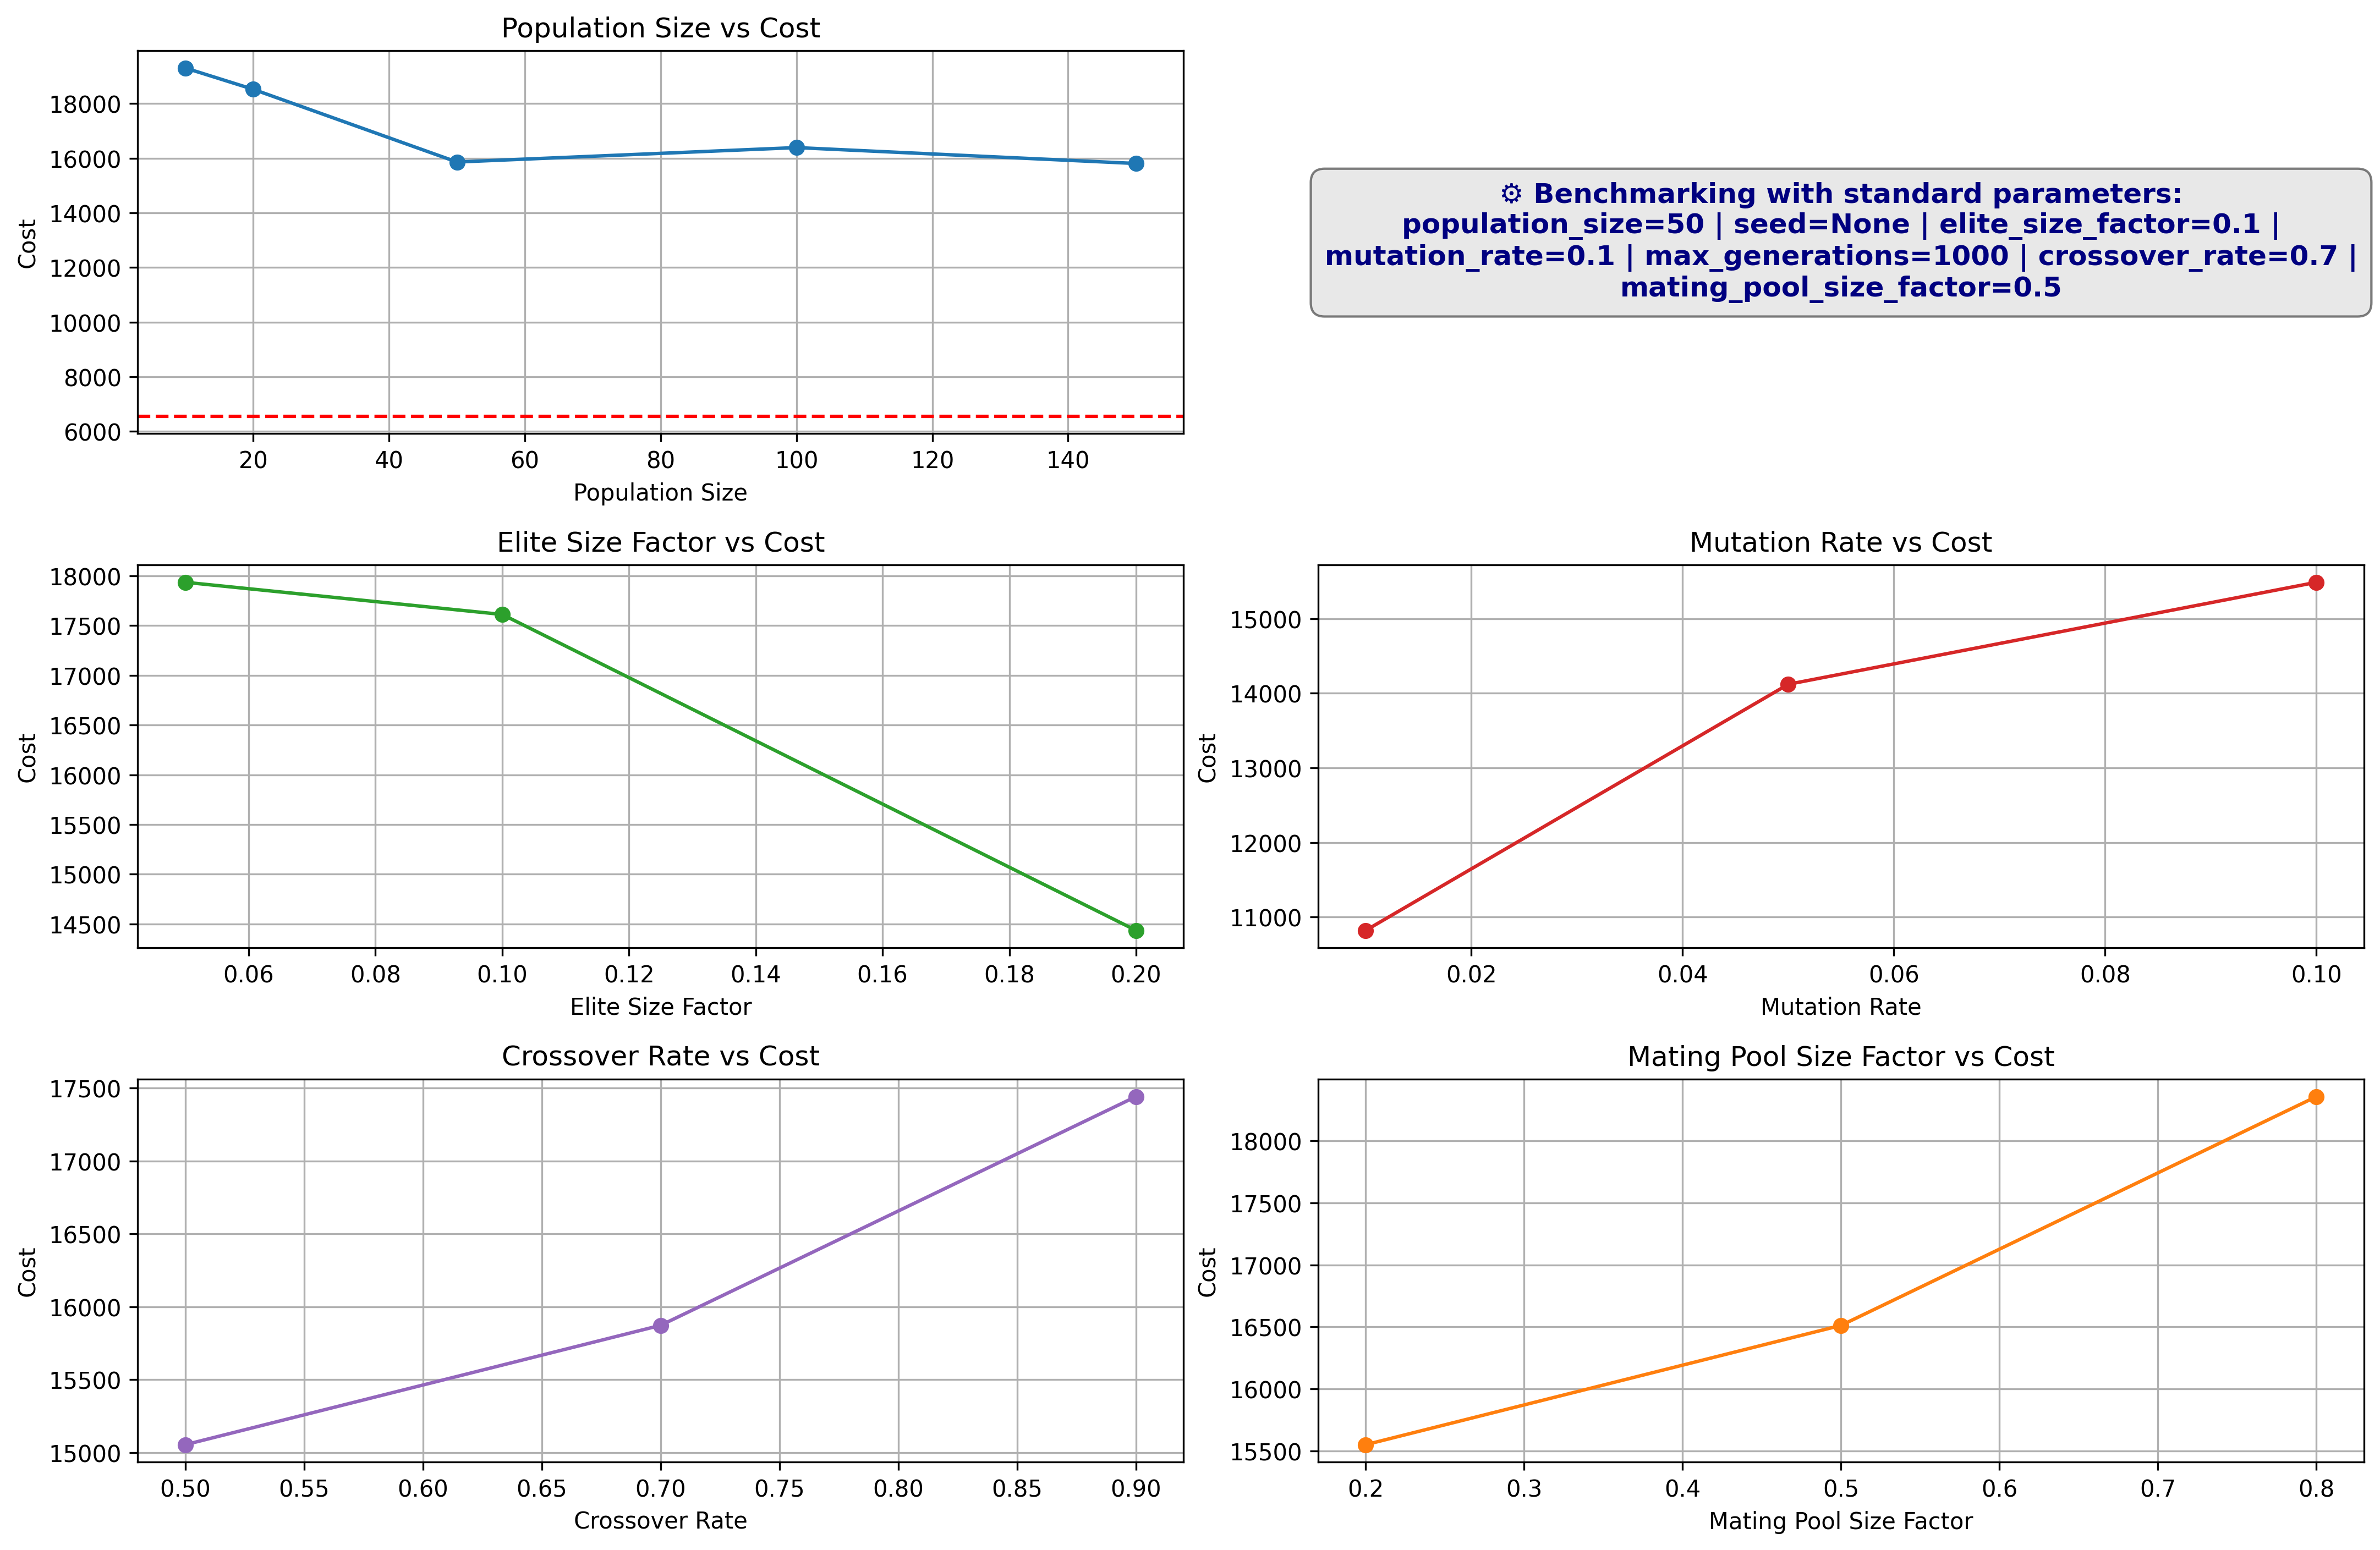 Population Size vs Cost
Cost
18000
16000
14000
12000
10000
8000
6000
20 40 60 80 100 120 140
Population Size
⚙ Benchmarking with standard parameters:
population_size=50 | seed=None | elite_size_factor=0.1 |
mutation_rate=0.1 | max_generations=1000 | crossover_rate=0.7 |
mating_pool_size_factor=0.5
Elite Size Factor vs Cost
Cost
18000
17500
17000
16500
16000
15500
15000
14500
0.06 0.08 0.10 0.12 0.14 0.16 0.18 0.20
Elite Size Factor
Mutation Rate vs Cost
Cost
15000
14000
13000
12000
11000
0.02 0.04 0.06 0.08 0.10
Mutation Rate
Crossover Rate vs Cost
Cost
17500
17000
16500
16000
15500
15000
0.50 0.55 0.60 0.65 0.70 0.75 0.80 0.85 0.90
Crossover Rate
Mating Pool Size Factor vs Cost
Cost
18000
17500
17000
16500
16000
15500
0.2 0.3 0.4 0.5 0.6 0.7 0.8
Mating Pool Size Factor